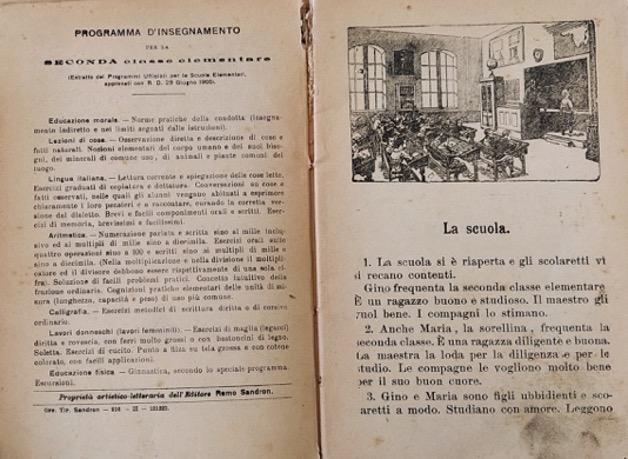 PROGRAMMA D'INSEGNAMENTO
PER LA
SECONDA classe elementare
(Estratto dei Programmi Ufficiali per le Scuole Elementari,
approvati con R. D. 29 Giugno 1905).
Educazione morale. — Norme pratiche della condotta (insegna-
mento indiretto e nei limiti segnati dalle istruzioni).
Lezioni di cose. — Osservazione diretta e descrizione di cose e
fatti naturali. Nozioni elementari del corpo umano e dei suoi biso-
gni, dei minerali di comune uso, di animali e piante comuni del
luogo.
Lingua italiana. — Lettura corrente e spiegazione delle cose lette.
Esercizi graduati di copiatura e dettatura. Conversazioni su cose e
fatti osservati, nelle quali gli alunni vengano abituati a esprimere
chiaramente i loro pensieri e a raccontare, curando la corretta ver-
sione del dialetto. Brevi e facili componimenti orali e scritti. Eser-
cizi di memoria, brevissimi e facilissimi.
Aritmetica. — Numerazione parlata e scritta sino al mille inclu-
sivo ed ai multipli di mille sino a diecimila. Esercizi orali sulle
quattro operazioni sino a 100 e scritti sino ai multipli di mille e
sino a diecimila. (Nella moltiplicazione e nella divisione il moltipli-
catore ed il divisore debbono essere rispettivamente di una sola ci-
fra). Soluzione di facili problemi pratici. Concetto intuitivo della
frazione ordinaria. Cognizioni pratiche elementari delle unità di mi-
sura (lunghezza, capacità e peso) di uso più comune.
Calligrafia. — Esercizi metodici di scrittura diritta o di corsivo
ordinario.
Lavori donneschi (lavori femminili). — Esercizi di maglia (legacci)
diritta e rovescia, con ferri molto grossi o con bastoncini di legno.
Soletta. Esercizi di cucito. Punto a filza su tela grossa e con cotone
colorato, con facili applicazioni.
Educazione fisica — Ginnastica, secondo lo speciale programma.
Escursioni.
Proprietà artistico-letteraria dell'Editore Remo Sandron.
Off. Tip. Sandron — — II —
La scuola.
1. La scuola si è riaperta e gli scolaretti vi
si recano contenti.
Gino frequenta la seconda classe elementare
È un ragazzo buono e studioso. Il maestro gli
vuol bene. I compagni lo stimano.
2. Anche Maria, la sorellina, frequenta la
seconda classe. È una ragazza diligente e buona.
La maestra la loda per la diligenza e per lo
studio. Le compagne le vogliono molto bene
per il suo buon cuore.
3. Gino e Maria sono figli ubbidienti e sco-
laretti a modo. Studiano con amore. Leggono